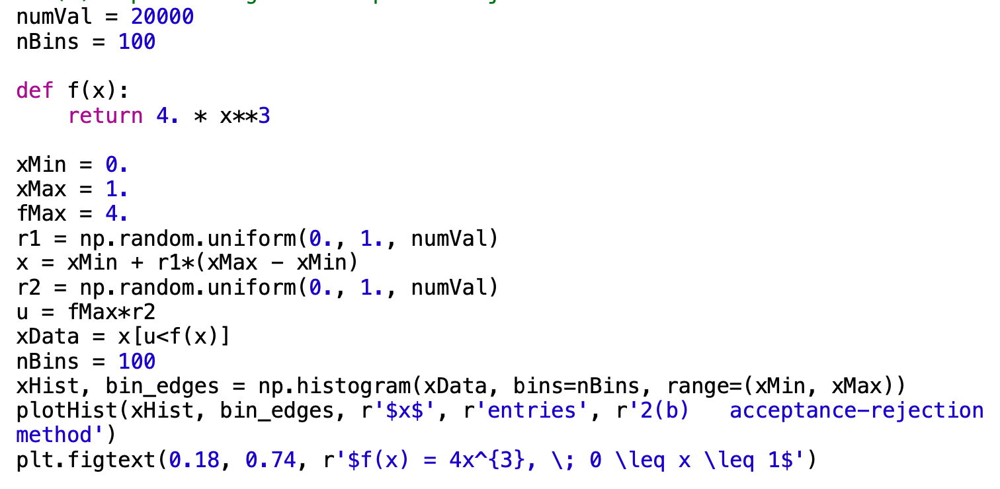 numVal = 20000
nBins = 100
def f(x):
    return 4. * x**3
xMin = 0.
xMax = 1.
fMax = 4.
r1 = np.random.uniform(0., 1., numVal)
x = xMin + r1*(xMax - xMin)
r2 = np.random.uniform(0., 1., numVal)
u = fMax*r2
xData = x[u<f(x)]
nBins = 100
xHist, bin_edges = np.histogram(xData, bins=nBins, range=(xMin, xMax))
plotHist(xHist, bin_edges, r'$x$', r'entries', r'2(b)   acceptance-rejection
method')
plt.figtext(0.18, 0.74, r'$f(x) = 4x^{3}, \; 0 \leq x \leq 1$')